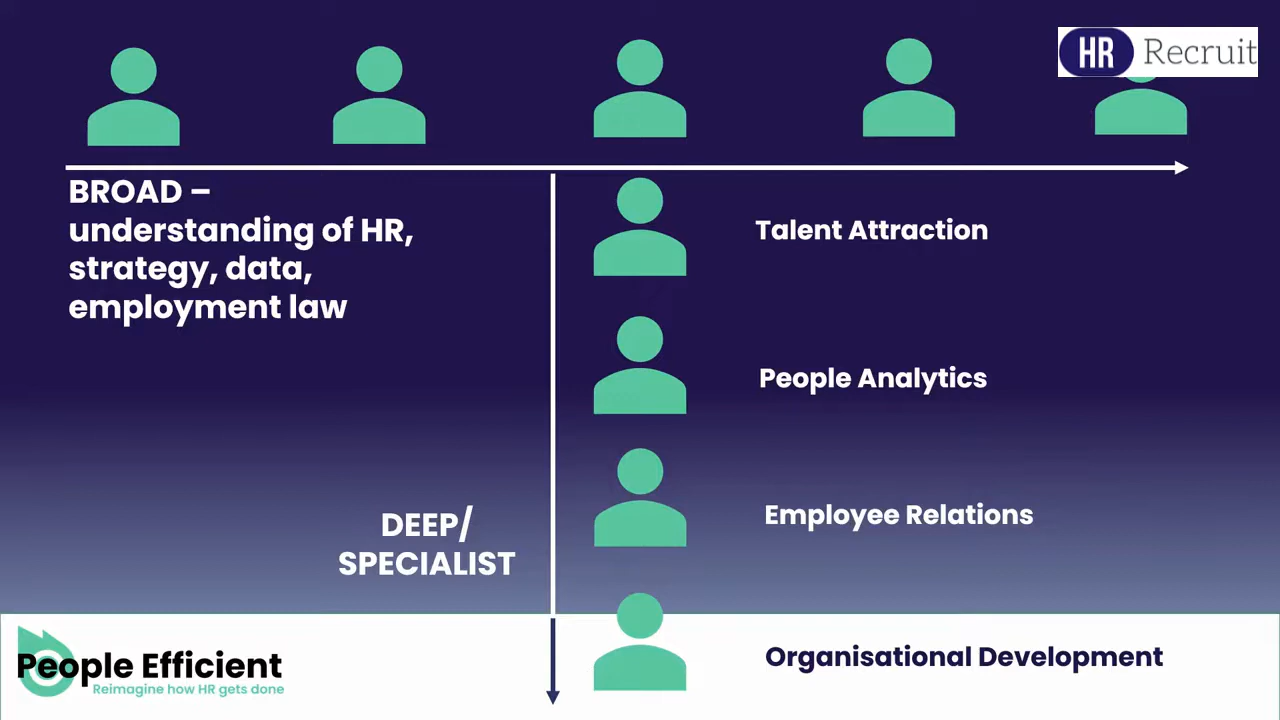 HR Recruit
BROAD –
understanding of HR,
strategy, data,
employment law
Talent Attraction
People Analytics
Employee Relations
DEEP/
SPECIALIST
Organisational Development
People Efficient
Reimagine how HR gets done